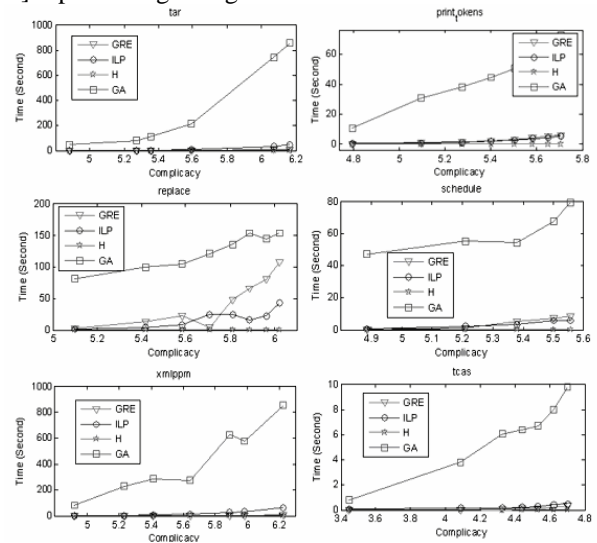 tar
1000
800
600
400
200
0
Time (Second)
GRE
ILP
H
GA
5 5.2 5.4 5.6 5.8 6 6.2
Complicacy
print_tokens
60
40
20
0
Time (Second)
GRE
ILP
H
GA
4.8 5 5.2 5.4 5.6 5.8
Complicacy
replace
200
150
100
50
0
Time (Second)
GRE
ILP
H
GA
5 5.2 5.4 5.6 5.8 6
Complicacy
schedule
80
60
40
20
0
Time (Second)
GRE
ILP
H
GA
4.9 5 5.1 5.2 5.3 5.4 5.5 5.6
Complicacy
xmlppm
1000
800
600
400
200
0
Time (Second)
GRE
ILP
H
GA
5 5.2 5.4 5.6 5.8 6 6.2
Complicacy
tcas
10
8
6
4
2
0
Time (Second)
GRE
ILP
H
GA
3.4 3.6 3.8 4 4.2 4.4 4.6 4.8
Complicacy